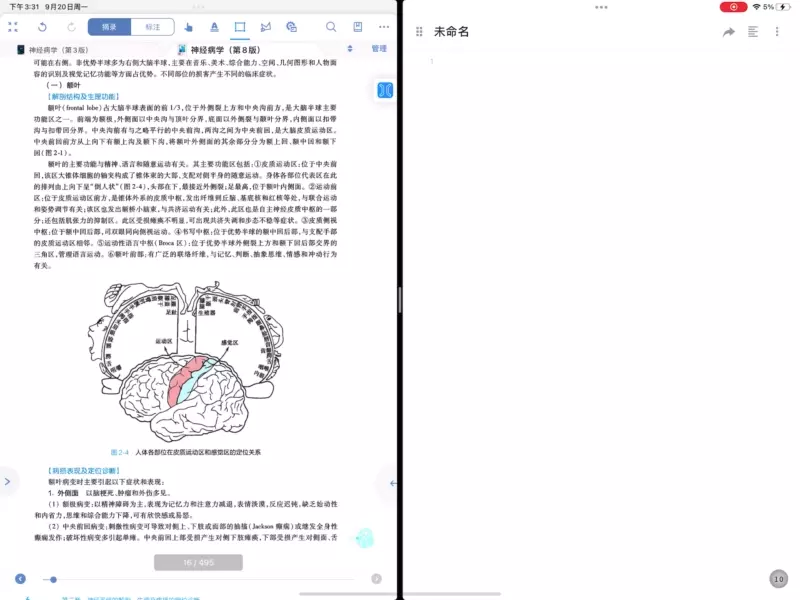 下午3:31 9月20日周一
5%
摘录 标注
神经病学（第3版） 神经病学（第8版） 管理
可能在右侧。非优势半球多为右侧大脑半球,主要在音乐、美术、综合能力、空间、几何图形和人物面
容的识别及视觉记忆功能等方面占优势。不同部位的损害产生不同的临床症状。
（一）额叶
【解剖结构及生理功能】
额叶(frontal lobe)占大脑半球表面的前1/3,位于外侧裂上方和中央沟前方,是大脑半球主要
功能区之一。前端为额极,外侧面以中央沟与顶叶分界,底面以外侧裂与颞叶分界,内侧面以扣带
沟与扣带回分界。中央沟前有与之略平行的中央前沟,两沟之间为中央前回,是大脑皮质运动区。
中央前回前方从上向下有额上沟及额下沟,将额叶外侧面的其余部分分为额上回、额中回和额下
回(图2-1)。
额叶的主要功能与精神、语言和随意运动有关。其主要功能区包括:①皮质运动区:位于中央前
回,该区大锥体细胞的轴突构成了锥体束的大部,支配对侧半身的随意运动。身体各部位代表区在此
的排列由上向下呈“倒人状”(图2-4),头部在下,最接近外侧裂;足最高,位于额叶内侧面。②运动前
区:位于皮质运动区前方,是锥体外系的皮质中枢,发出纤维到丘脑、基底核和红核等处,与联合运动
和姿势调节有关;该区也发出额桥小脑束,与共济运动有关;此外,此区也是自主神经皮质中枢的一部
分;还包括肌张力的抑制区。此区受损瘫痪不明显,可出现共济失调和步态不稳等症状。③皮质侧视
中枢:位于额中回后部,司双眼同向侧视运动。④书写中枢:位于优势半球的额中回后部,与支配手部
的皮质运动区相邻。⑤运动性语言中枢(Broca区):位于优势半球外侧裂上方和额下回后部交界的
三角区,管理语言运动。⑥额叶前部:有广泛的联络纤维,与记忆、判断、抽象思维、情感和冲动行为
有关。
足趾 生殖器
运动区 感觉区
图2-4 人体各部位在皮质运动区和感觉区的定位关系
【病损表现及定位诊断】
额叶病变时主要引起以下症状和表现:
1. 外侧面 以脑梗死、肿瘤和外伤多见。
(1) 额极病变:以精神障碍为主,表现为记忆力和注意力减退,表情淡漠,反应迟钝,缺乏始动性
和内省力,思维和综合能力下降,可有欣快感或易怒。
(2) 中央前回病变:刺激性病变可导致对侧上、下肢或面部的抽搐(Jackson癫痫)或继发全身性
癫痫发作;破坏性病变多引起单瘫。中央前回上部受损产生对侧下肢瘫痪,下部受损产生对侧面、舌
16 / 495
未命名
1
10